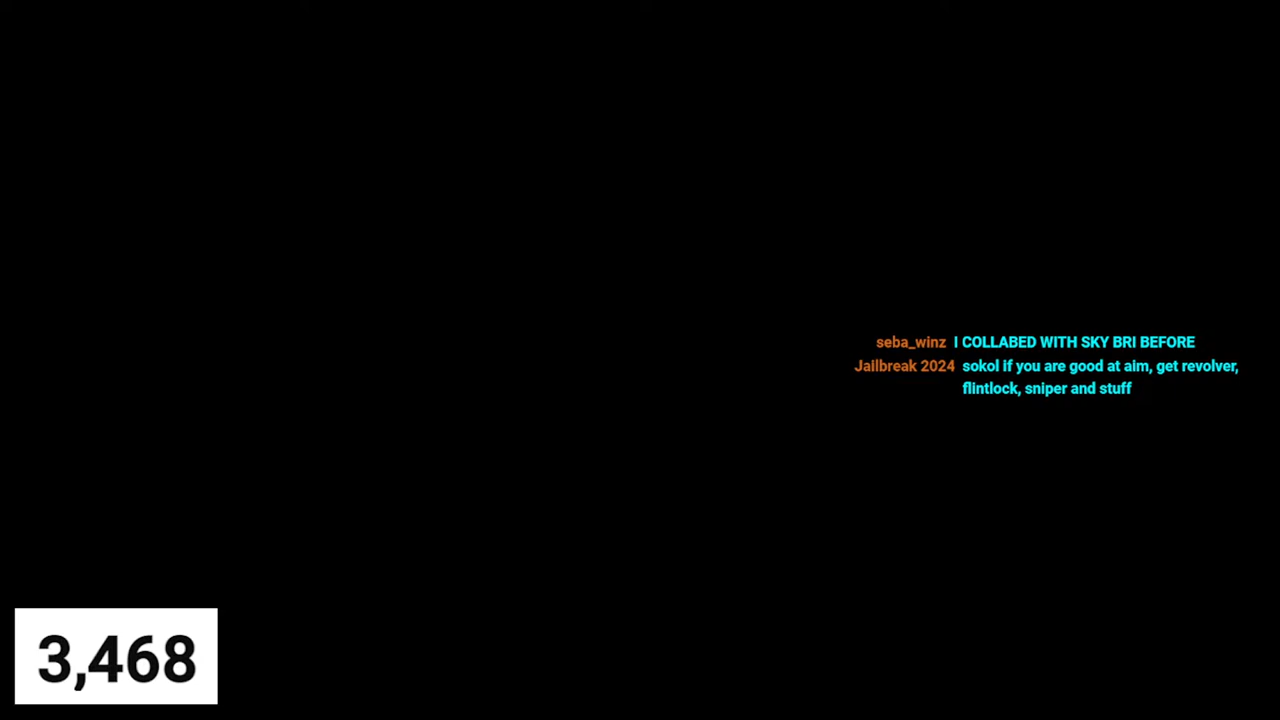 seba_winz I COLLABED WITH SKY BRI BEFORE
Jailbreak 2024 sokol if you are good at aim, get revolver,
flintlock, sniper and stuff
3,468